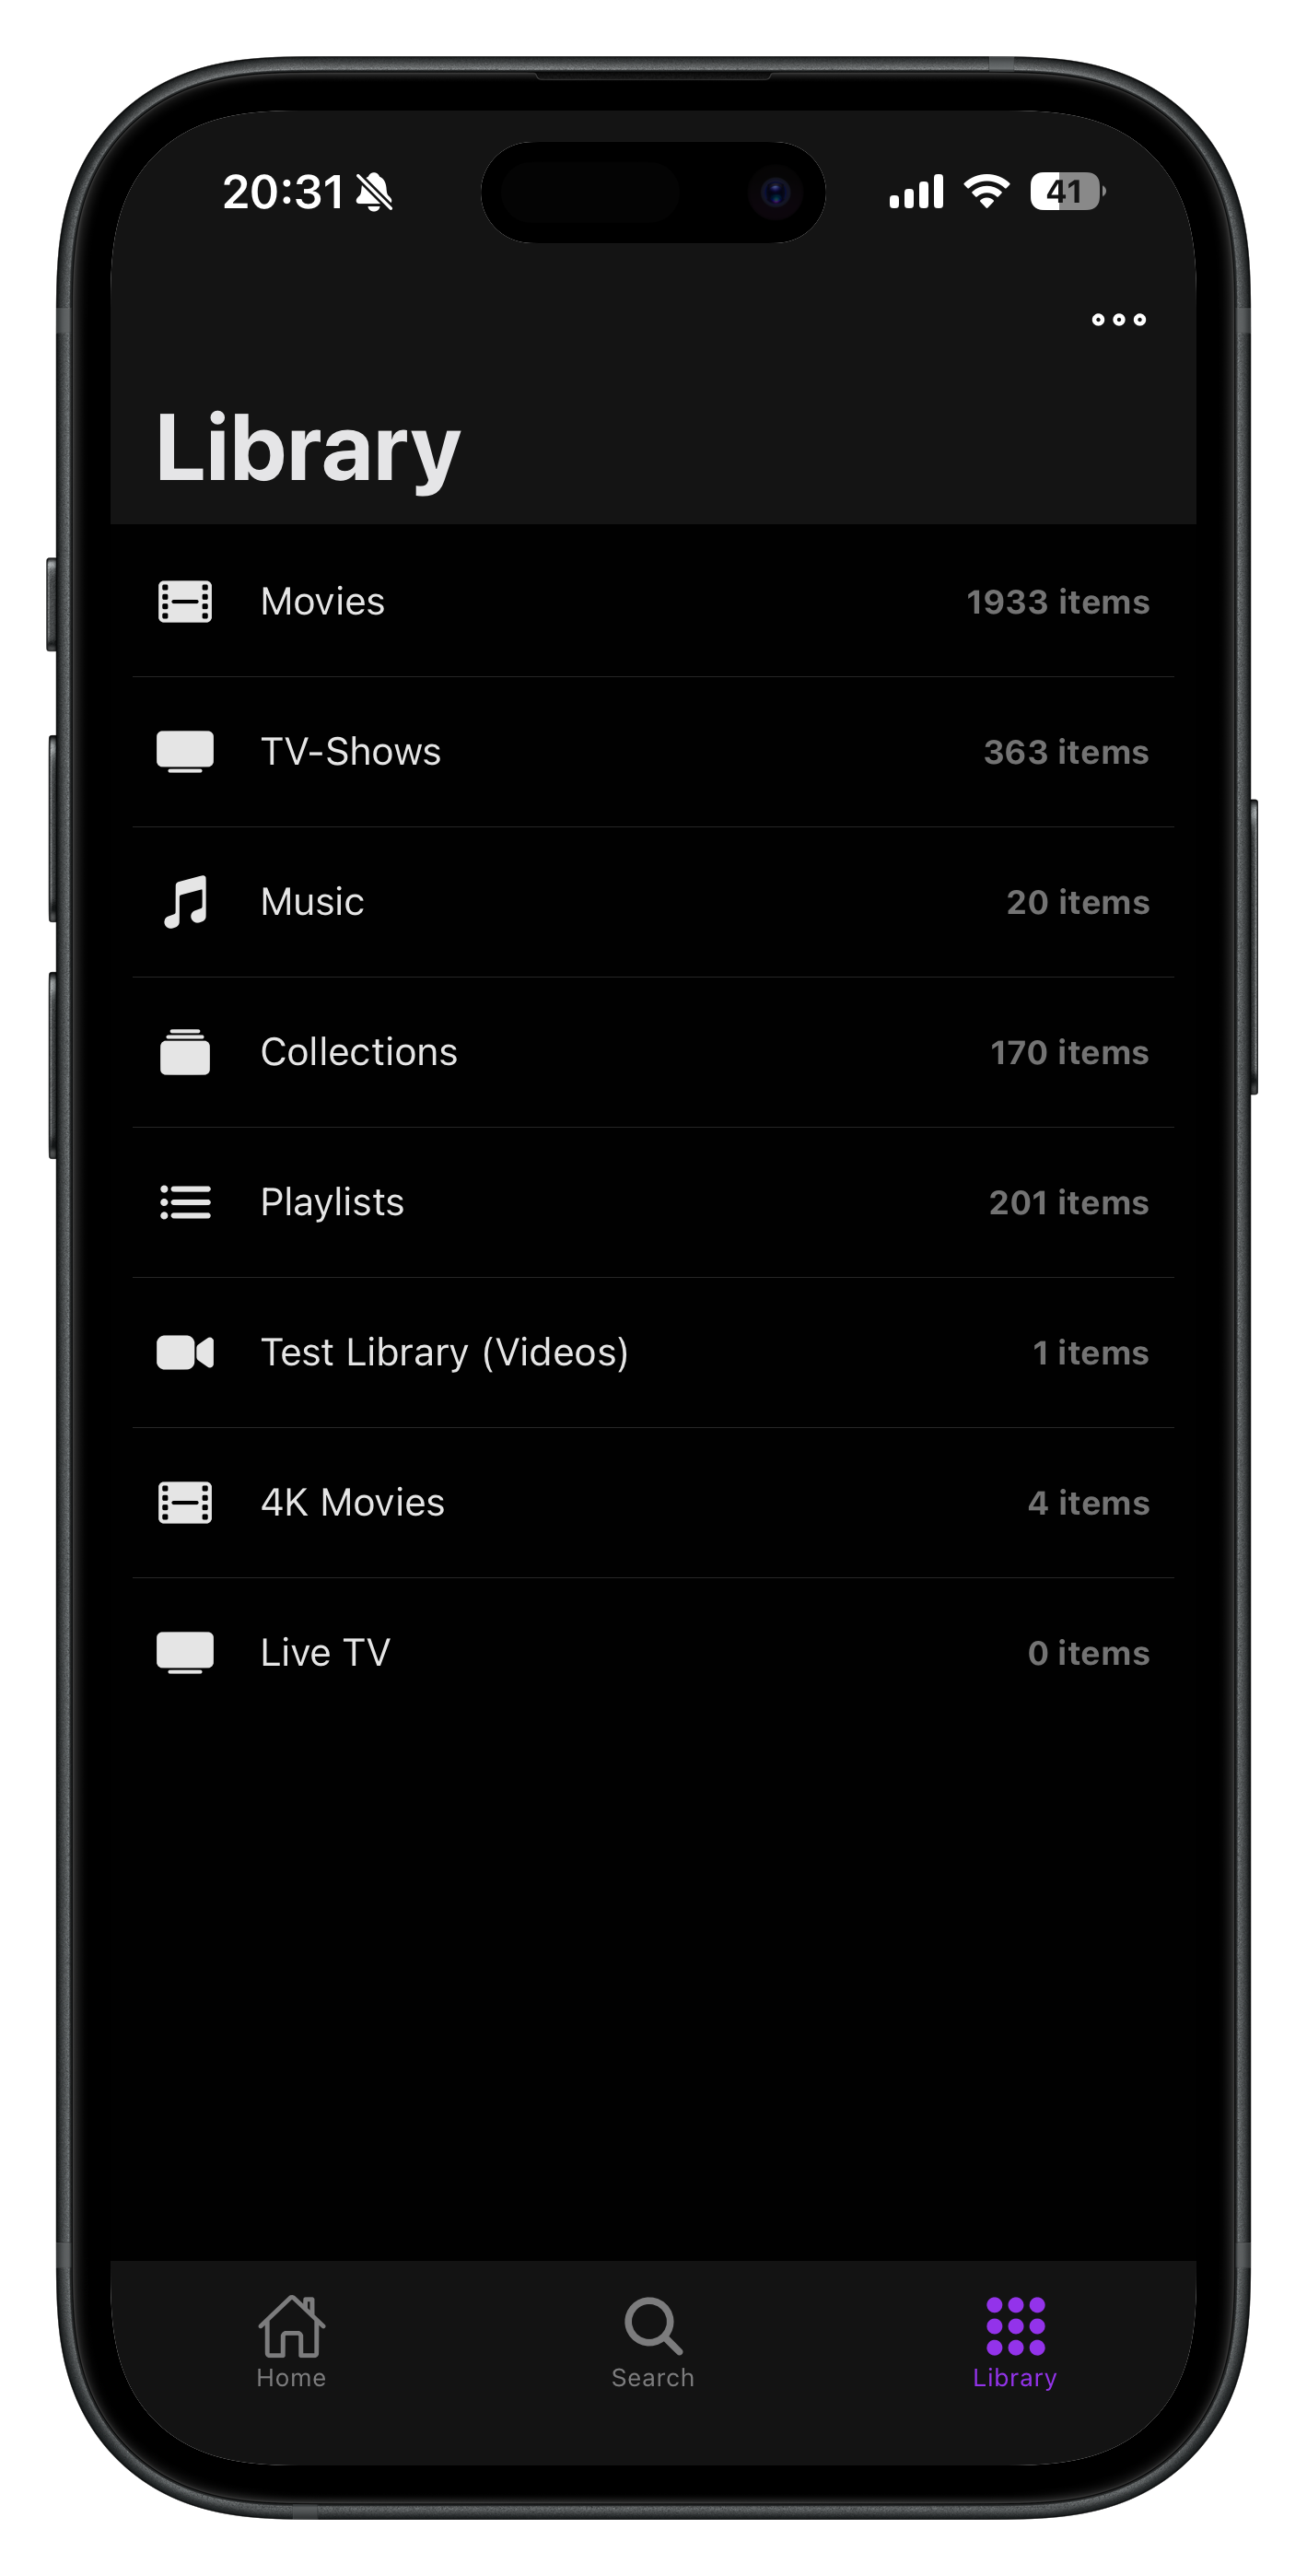 20:31 41
Library
Movies 1933 items
TV-Shows 363 items
Music 20 items
Collections 170 items
Playlists 201 items
Test Library (Videos) 1 items
4K Movies 4 items
Live TV 0 items
Home Search Library